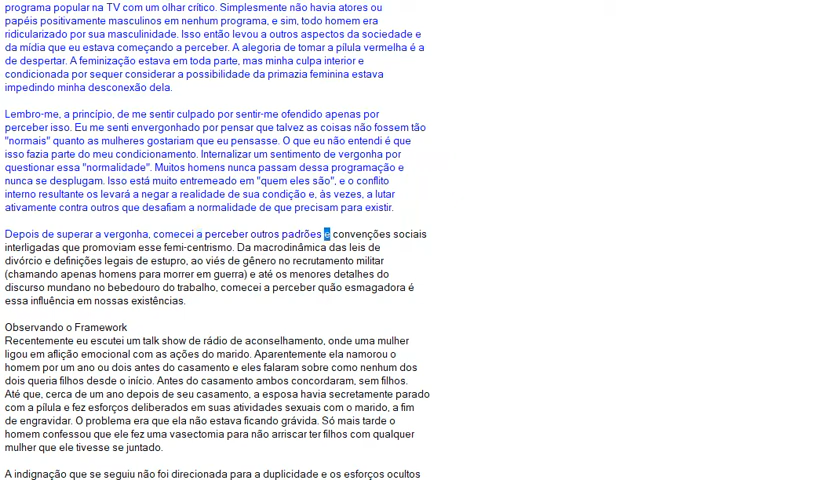 programa popular na TV com um olhar crítico. Simplesmente não havia atores ou
papéis positivamente masculinos em nenhum programa, e sim, todo homem era
ridicularizado por sua masculinidade. Isso então levou a outros aspectos da sociedade e
da mídia que eu estava começando a perceber. A alegoria de tomar a pílula vermelha é a
de despertar. A feminização estava em toda parte, mas minha culpa interior e
condicionada por sequer considerar a possibilidade da primazia feminina estava
impedindo minha desconexão dela.
Lembro-me, a princípio, de me sentir culpado por sentir-me ofendido apenas por
perceber isso. Eu me senti envergonhado por pensar que talvez as coisas não fossem tão
"normais" quanto as mulheres gostariam que eu pensasse. O que eu não entendi é que
isso fazia parte do meu condicionamento. Internalizar um sentimento de vergonha por
questionar essa "normalidade". Muitos homens nunca passam dessa programação e
nunca se desplugam. Isso está muito entremeado em "quem eles são", e o conflito
interno resultante os levará a negar a realidade de sua condição e, às vezes, a lutar
ativamente contra outros que desafiam a normalidade de que precisam para existir.
Depois de superar a vergonha, comecei a perceber outros padrões e convenções sociais
interligadas que promoviam esse femi-centrismo. Da macrodinâmica das leis de
divórcio e definições legais de estupro, ao viés de gênero no recrutamento militar
(chamando apenas homens para morrer em guerra) e até os menores detalhes do
discurso mundano no bebedouro do trabalho, comecei a perceber quão esmagadora é
essa influência em nossas existências.
Observando o Framework
Recentemente eu escutei um talk show de rádio de aconselhamento, onde uma mulher
ligou em aflição emocional com as ações do marido. Aparentemente ela namorou o
homem por um ano ou dois antes do casamento e eles falaram sobre como nenhum dos
dois queria filhos desde o início. Antes do casamento ambos concordaram, sem filhos.
Até que, cerca de um ano depois de seu casamento, a esposa havia secretamente parado
com a pílula e fez esforços deliberados em suas atividades sexuais com o marido, a fim
de engravidar. O problema era que ela não estava ficando grávida. Só mais tarde o
homem confessou que ele fez uma vasectomia para não arriscar ter filhos com qualquer
mulher que ele tivesse se juntado.
A indignação que se seguiu não foi direcionada para a duplicidade e os esforços ocultos